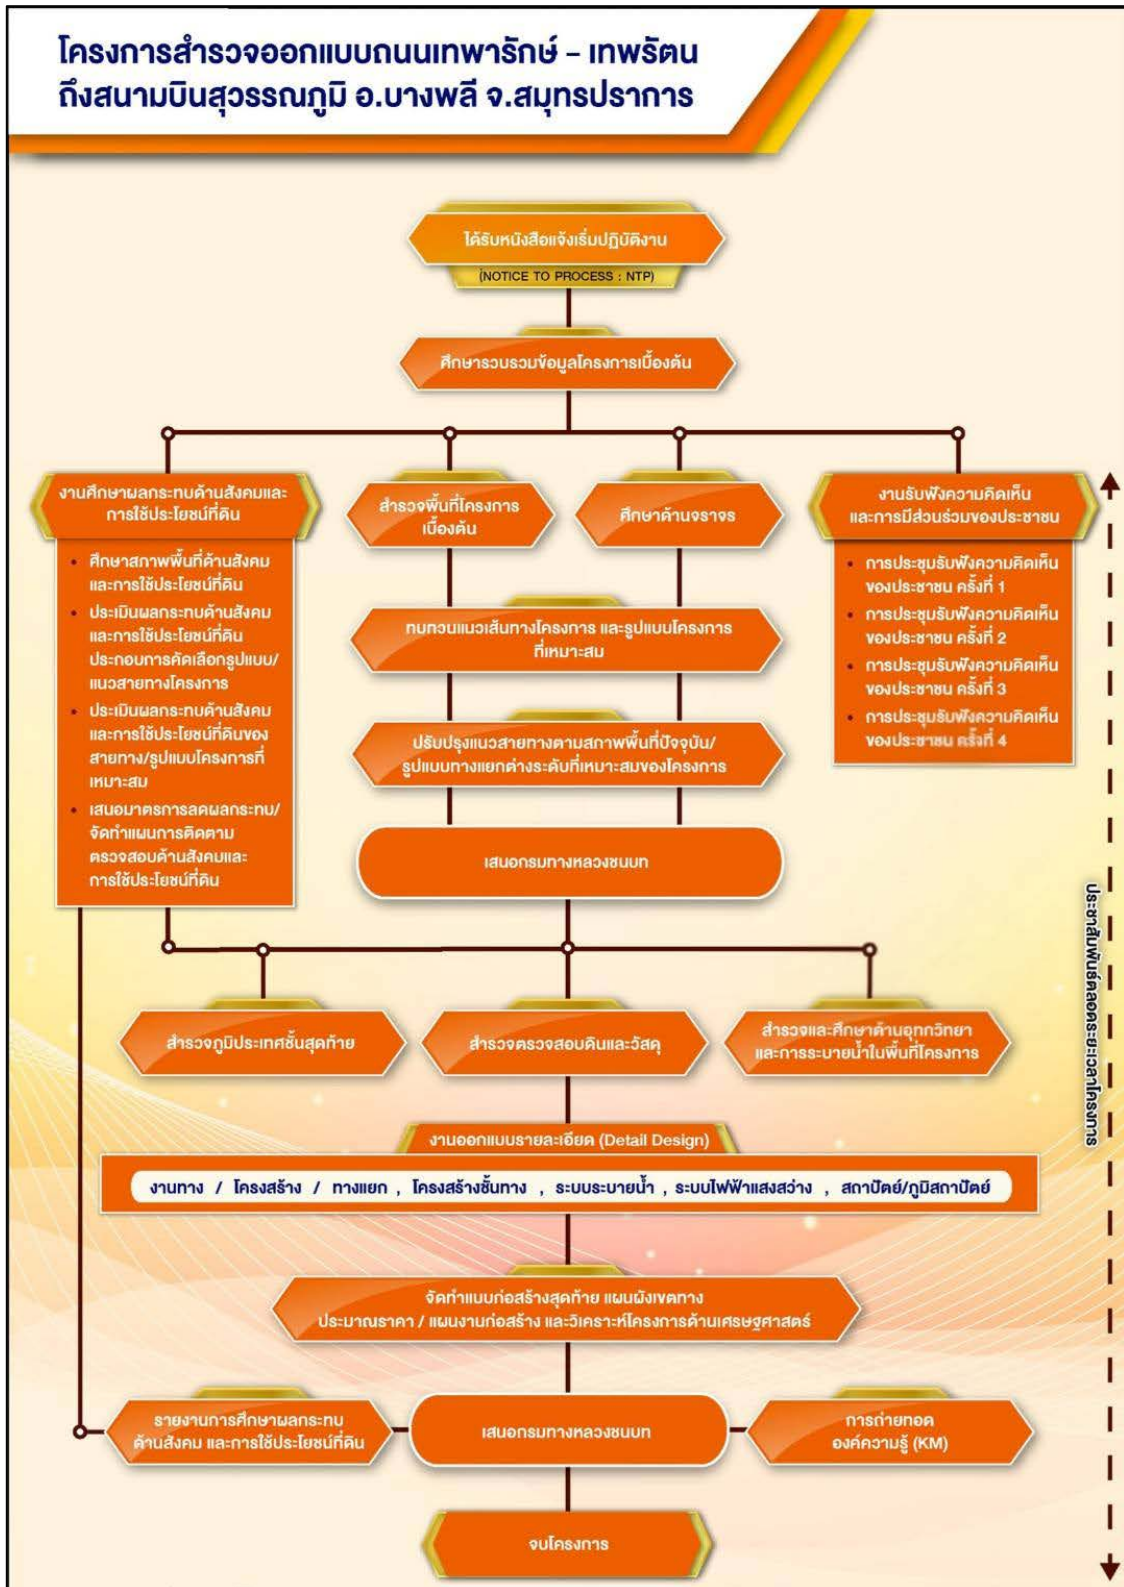 โครงการสำรวจออกแบบถนนเทพารักษ์ – เทพรัตน
ถึงสนามบินสุวรรณภูมิ อ.บางพลี จ.สมุทรปราการ
ได้รับหนังสือแจ้งเริ่มปฏิบัติงาน
(NOTICE TO PROCESS : NTP)
ศึกษารวบรวมข้อมูลโครงการเบื้องต้น
งานศึกษาผลกระทบด้านสังคมและ
การใช้ประโยชน์ที่ดิน
• ศึกษาสภาพพื้นที่ด้านสังคม
และการใช้ประโยชน์ที่ดิน
• ประเมินผลกระทบด้านสังคม
และการใช้ประโยชน์ที่ดิน
ประกอบการคัดเลือกรูปแบบ/
แนวสายทางโครงการ
• ประเมินผลกระทบด้านสังคม
และการใช้ประโยชน์ที่ดินของ
สายทาง/รูปแบบโครงการที่
เหมาะสม
• เสนอมาตรการลดผลกระทบ/
จัดทำแผนการติดตาม
ตรวจสอบด้านสังคมและ
การใช้ประโยชน์ที่ดิน
สำรวจพื้นที่โครงการ
เบื้องต้น
ศึกษาด้านจราจร
งานรับฟังความคิดเห็น
และการมีส่วนร่วมของประชาชน
• การประชุมรับฟังความคิดเห็น
ของประชาชน ครั้งที่ 1
• การประชุมรับฟังความคิดเห็น
ของประชาชน ครั้งที่ 2
• การประชุมรับฟังความคิดเห็น
ของประชาชน ครั้งที่ 3
• การประชุมรับฟังความคิดเห็น
ของประชาชน ครั้งที่ 4
ทบทวนแนวเส้นทางโครงการ และรูปแบบโครงการ
ที่เหมาะสม
ปรับปรุงแนวสายทางตามสภาพพื้นที่ปัจจุบัน/
รูปแบบทางแยกต่างระดับที่เหมาะสมของโครงการ
เสนอกรมทางหลวงชนบท
ประชาสัมพันธ์ตลอดระยะเวลาโครงการ
สำรวจภูมิประเทศชั้นสุดท้าย
สำรวจตรวจสอบดินและวัสดุ
สำรวจและศึกษาด้านอุทกวิทยา
และการระบายน้ำในพื้นที่โครงการ
งานออกแบบรายละเอียด (Detail Design)
งานทาง / โครงสร้าง / ทางแยก , โครงสร้างชั้นทาง , ระบบระบายน้ำ , ระบบไฟฟ้าแสงสว่าง , สถาปัตย์/ภูมิสถาปัตย์
จัดทำแบบก่อสร้างสุดท้าย แผนผังเขตทาง
ประมาณราคา / แผนงานก่อสร้าง และวิเคราะห์โครงการด้านเศรษฐศาสตร์
รายงานการศึกษาผลกระทบ
ด้านสังคม และการใช้ประโยชน์ที่ดิน
เสนอกรมทางหลวงชนบท
การถ่ายทอด
องค์ความรู้ (KM)
จบโครงการ